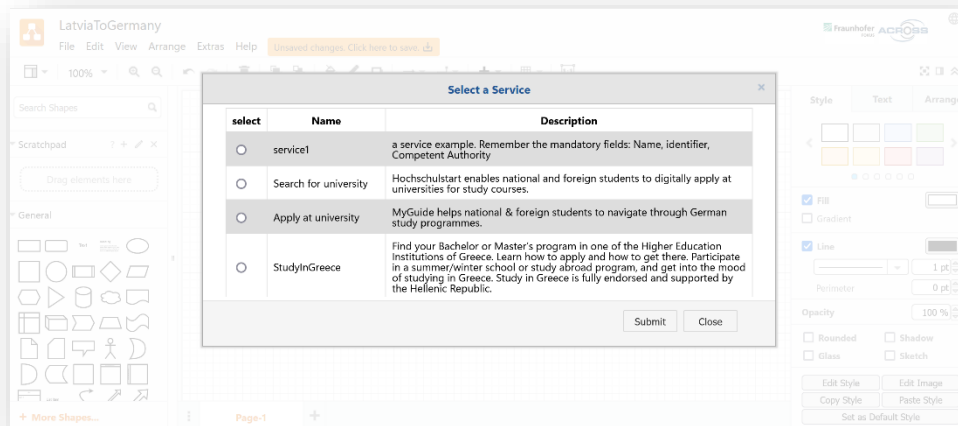 LatviaToGermany
File Edit View Arrange Extras Help
Unsaved changes. Click here to save.
Fraunhofer
FOKUS
ACROSS
100%
Search Shapes
Scratchpad
Drag elements here
General
Text
+ More Shapes...
Page-1
Select a Service
select Name Description
service1
a service example. Remember the mandatory fields: Name, identifier,
Competent Authority
Search for university
Hochschulstart enables national and foreign students to digitally apply at
universities for study courses.
Apply at university
MyGuide helps national & foreign students to navigate through German
study programmes.
StudyInGreece
Find your Bachelor or Master's program in one of the Higher Education
Institutions of Greece. Learn how to apply and how to get there. Participate
in a summer/winter school or study abroad program, and get into the mood
of studying in Greece. Study in Greece is fully endorsed and supported by
the Hellenic Republic.
Submit Close
Style Text Arrange
Fill
Gradient
Line
1 pt
Perimeter 0 pt
Opacity 100 %
Rounded Shadow
Glass Sketch
Edit Style Edit Image
Copy Style Paste Style
Set as Default Style